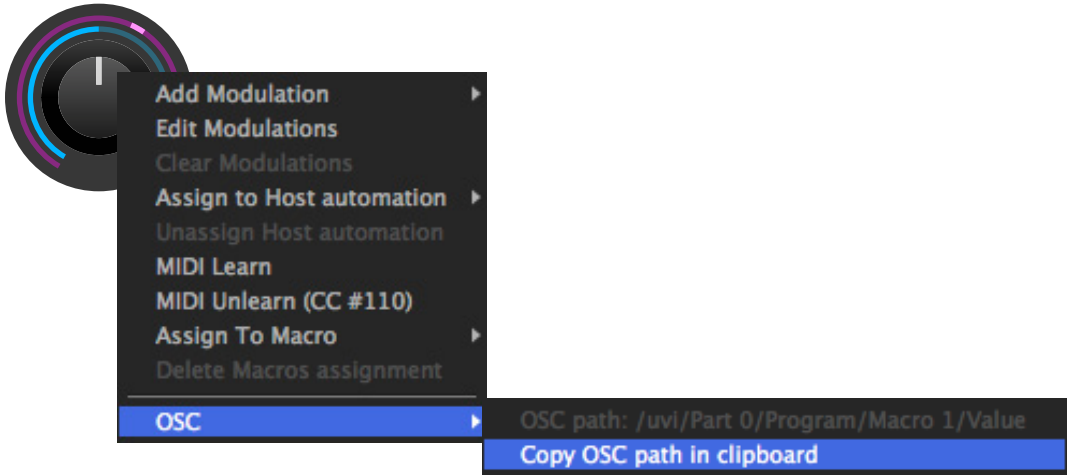 Add Modulation
Edit Modulations
Clear Modulations
Assign to Host automation
Unassign Host automation
MIDI Learn
MIDI Unlearn (CC #110)
Assign To Macro
Delete Macros assignment
OSC
OSC path: /uvi/Part 0/Program/Macro 1/Value
Copy OSC path in clipboard